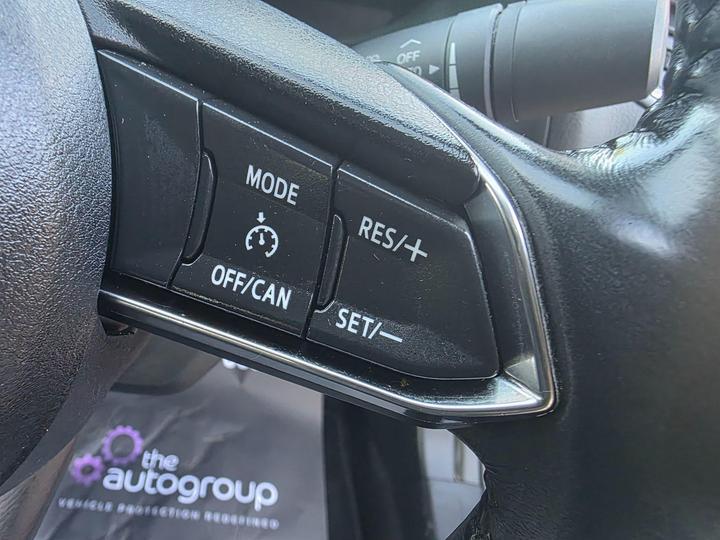 OFF
MODE
RES/+
OFF/CAN
SET/—
the
autogroup
VEHICLE PROTECTION REDEFINED